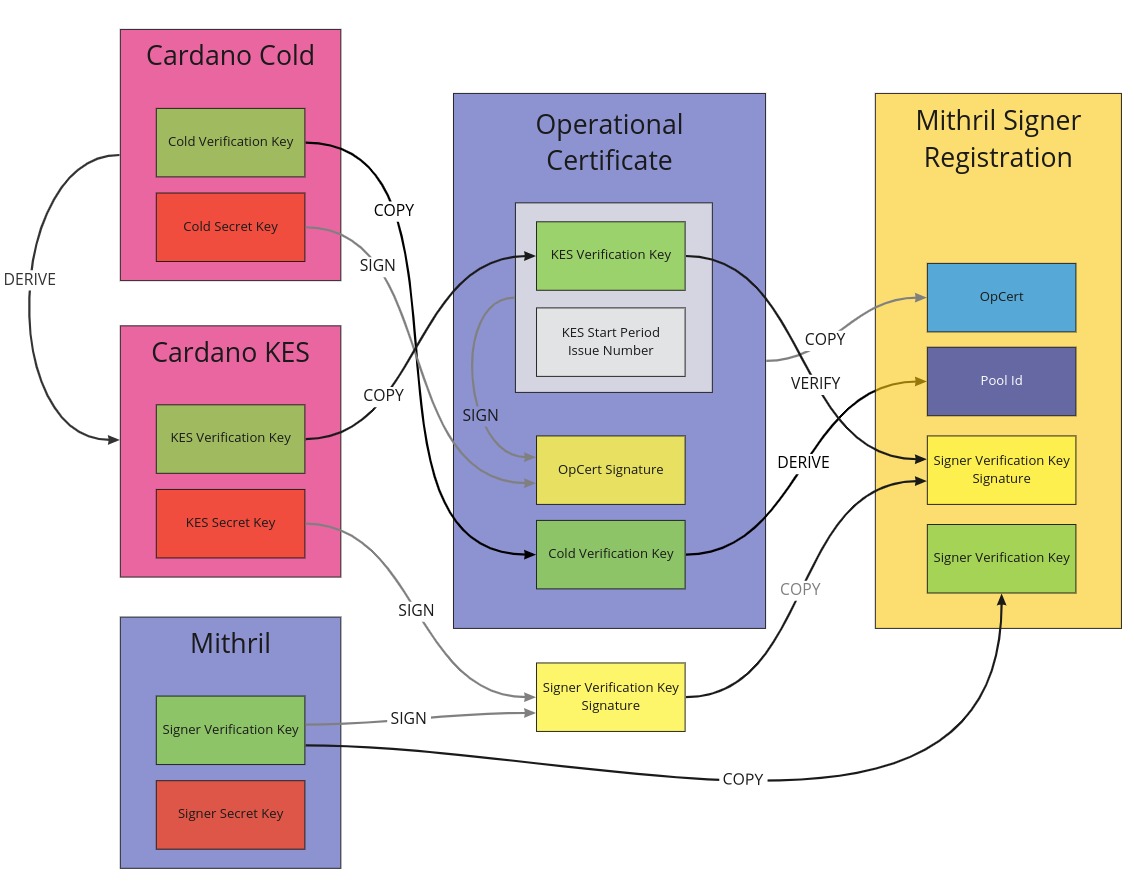 Cardano Cold
Cold Verification Key
Cold Secret Key
DERIVE
Cardano KES
KES Verification Key
KES Secret Key
Mithril
Signer Verification Key
Signer Secret Key
COPY
SIGN
COPY
SIGN
SIGN
COPY
Operational
Certificate
KES Verification Key
KES Start Period
Issue Number
SIGN
OpCert Signature
Cold Verification Key
Signer Verification Key
Signature
COPY
VERIFY
DERIVE
COPY
Mithril Signer
Registration
OpCert
Pool Id
Signer Verification Key
Signature
Signer Verification Key